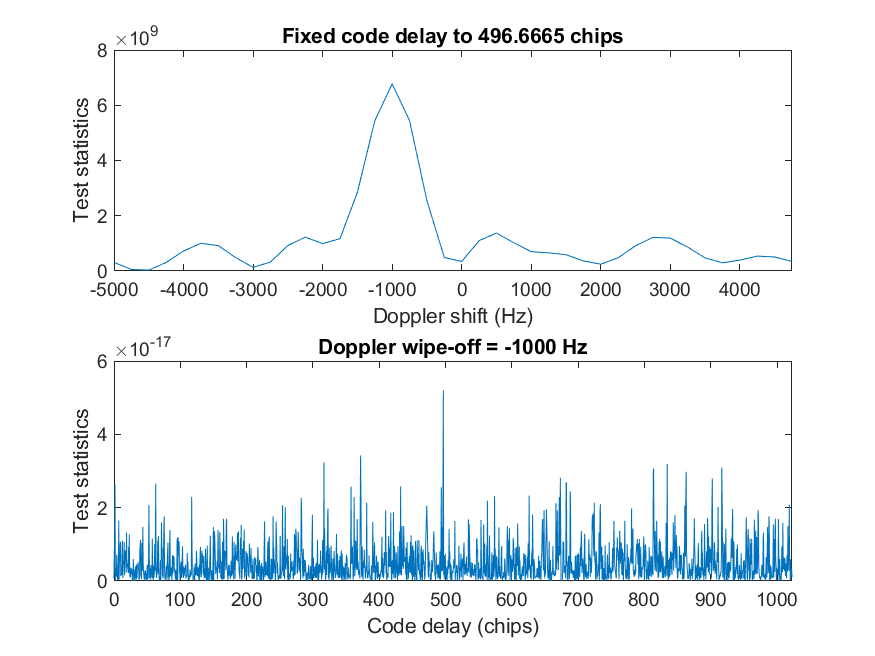 ×10^9
Fixed code delay to 496.6665 chips
8
6
4
2
0
Test statistics
-5000 -4000 -3000 -2000 -1000 0 1000 2000 3000 4000
Doppler shift (Hz)
×10^-17
Doppler wipe-off = -1000 Hz
6
4
2
0
Test statistics
0 100 200 300 400 500 600 700 800 900 1000
Code delay (chips)